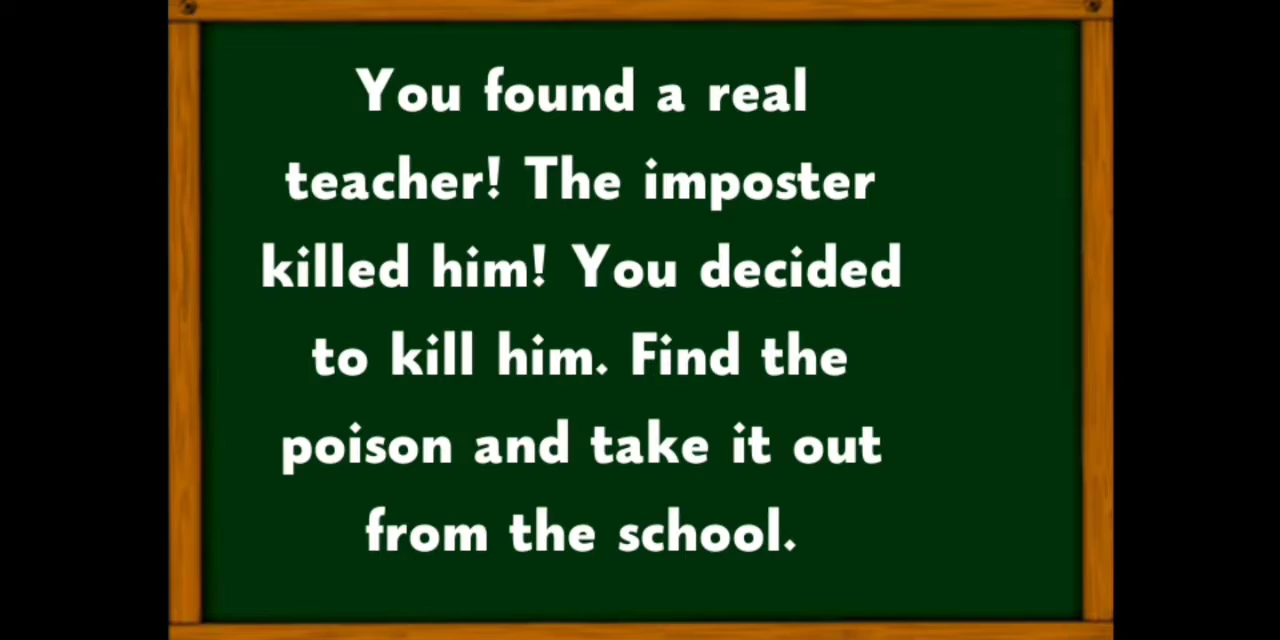 You found a real
teacher! The imposter
killed him! You decided
to kill him. Find the
poison and take it out
from the school.